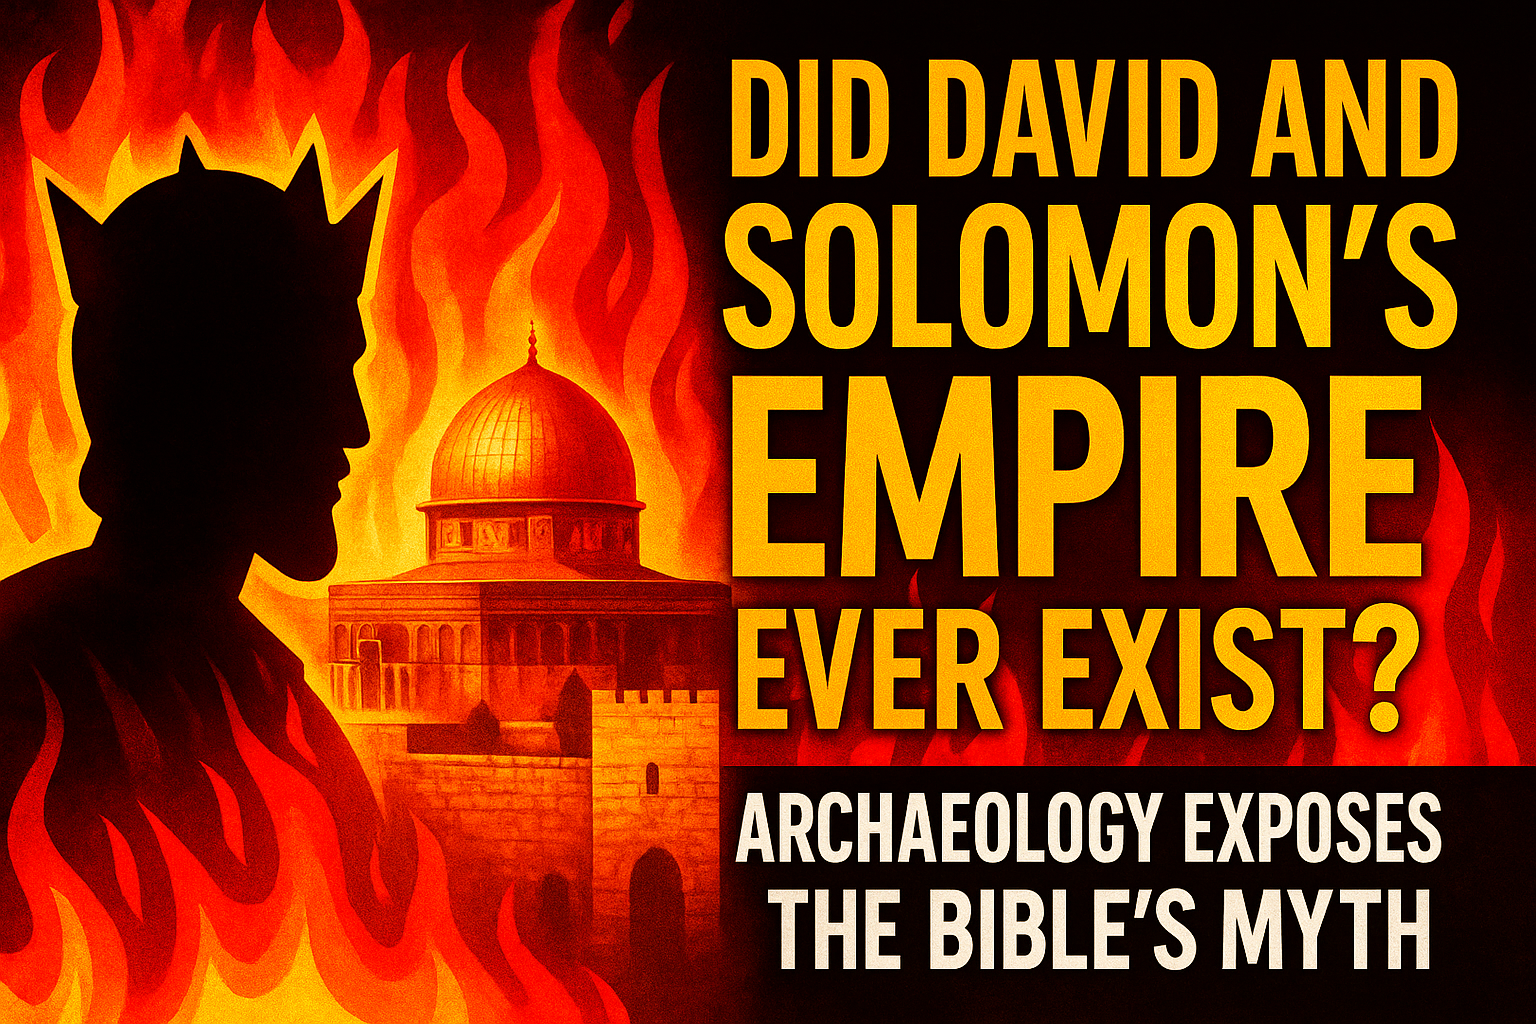 DID DAVID AND
SOLOMON'S
EMPIRE
EVER EXIST?
ARCHAEOLOGY EXPOSES
THE BIBLE'S MYTH